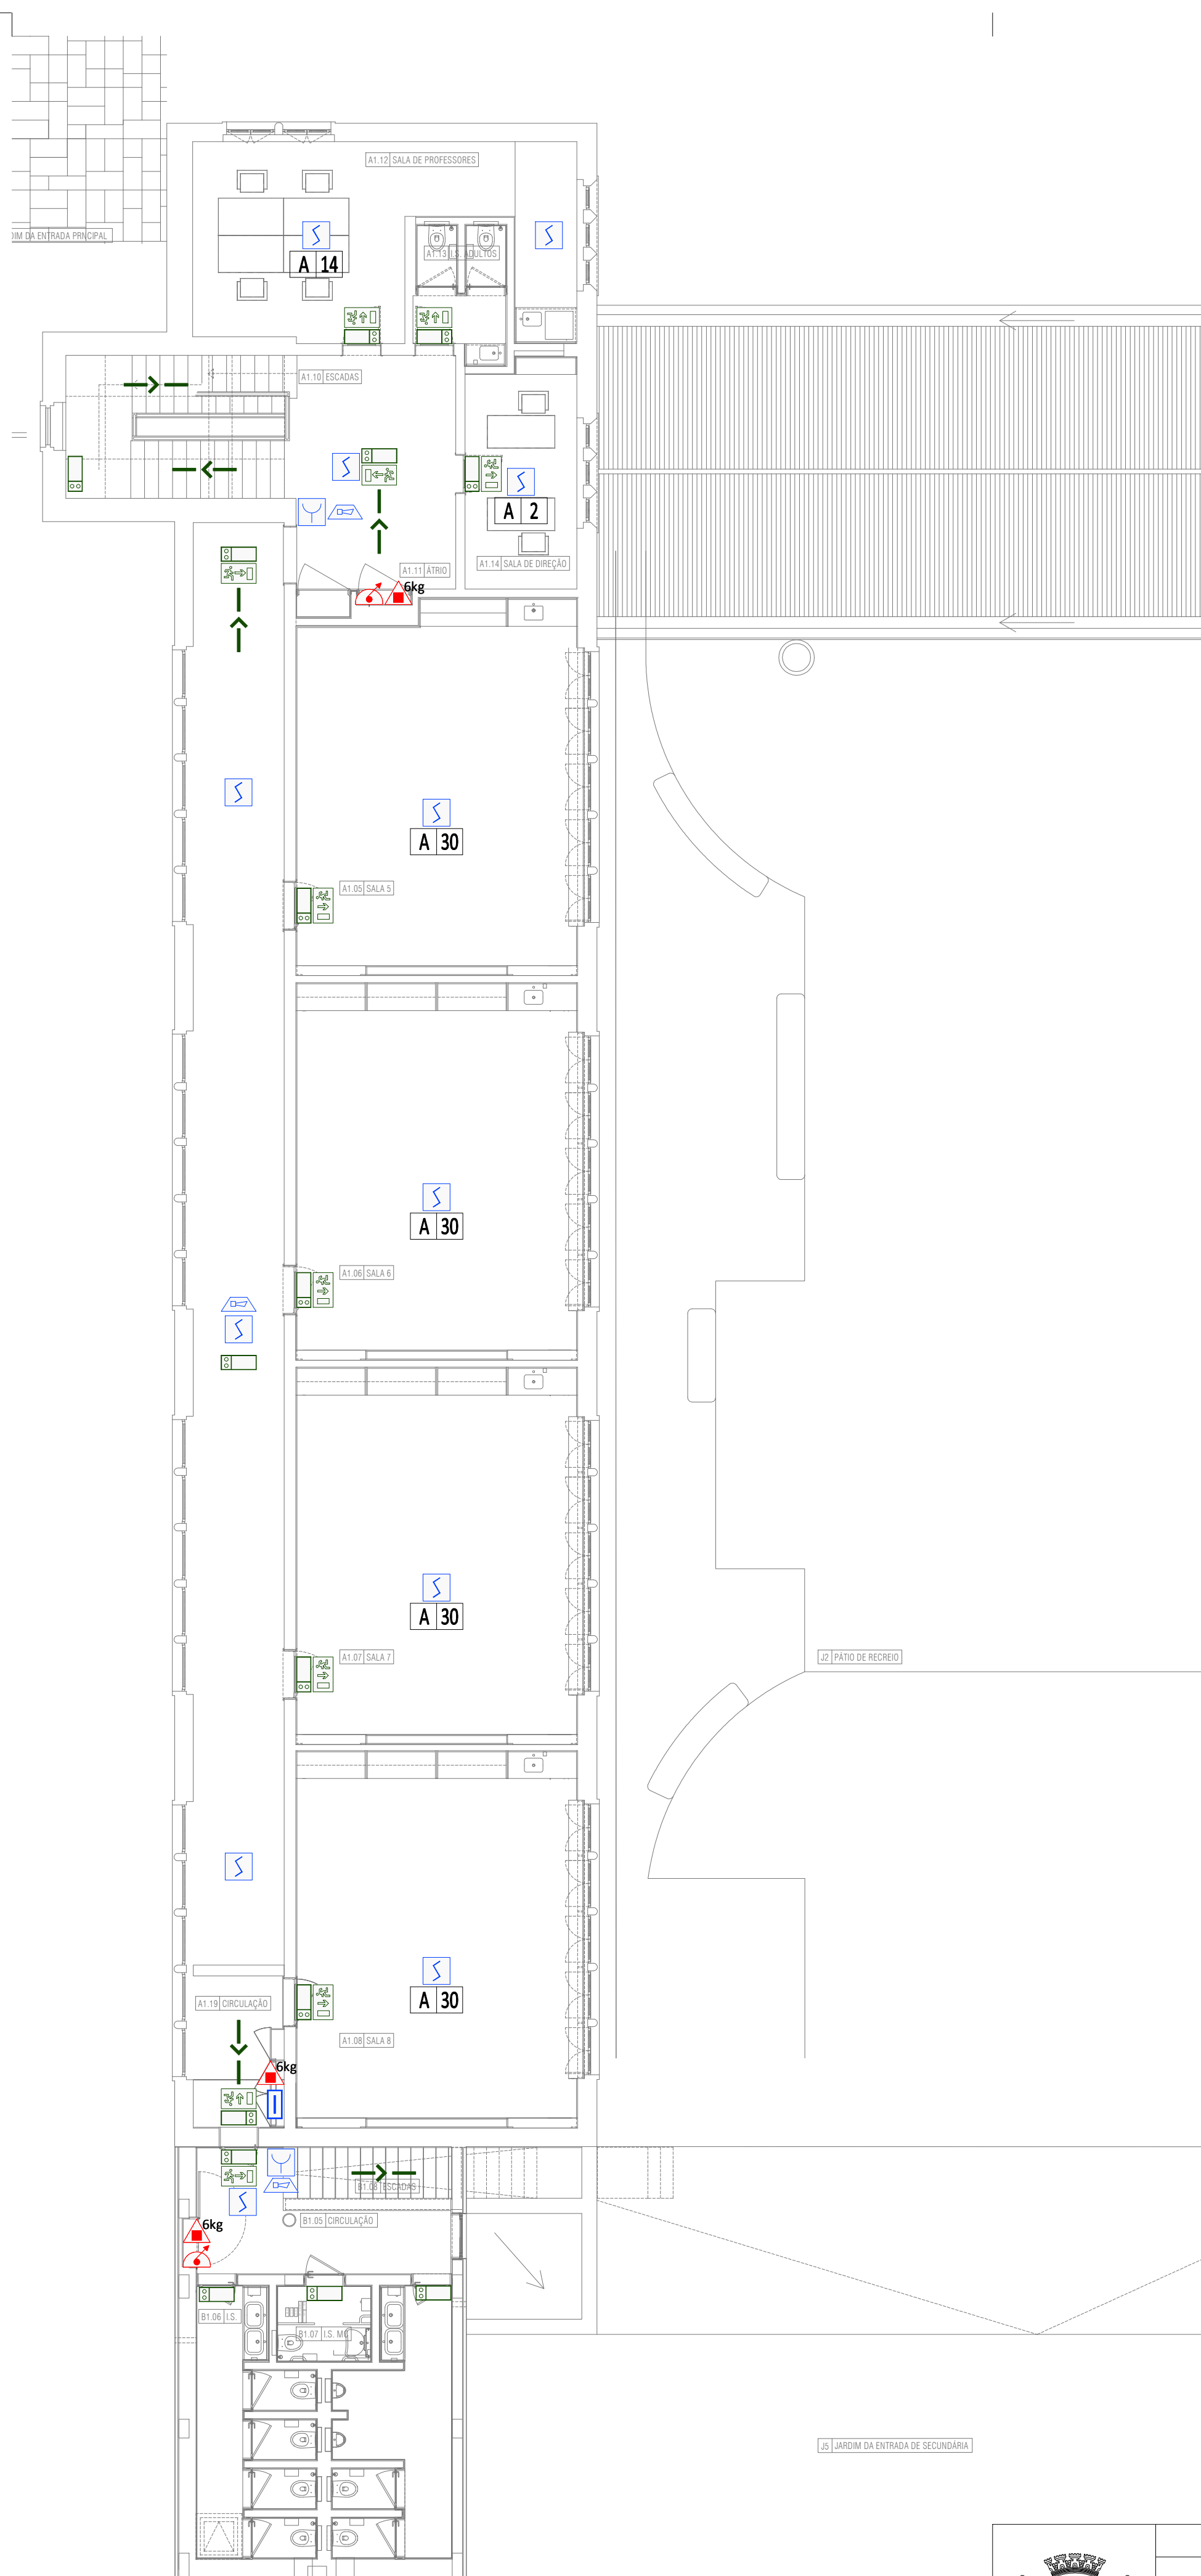 A1.12 SALA DE PROFESSORES
DIM DA ENTRADA PRNCIPAL
A1.13 I.S. ADULTOS
A 14
A1.10 ESCADAS
A 2
A1.14 SALA DE DIREÇÃO
A1.11 ÁTRIO
6kg
A 30
A1.05 SALA 5
A 30
A1.06 SALA 6
A 30
A1.07 SALA 7
J2 PÁTIO DE RECREIO
A 30
A1.19 CIRCULAÇÃO
A1.08 SALA 8
6kg
B1.08 ESCADAS
B1.05 CIRCULAÇÃO
6kg
B1.06 I.S.
B1.07 I.S. MC
J5 JARDIM DA ENTRADA DE SECUNDÁRIA